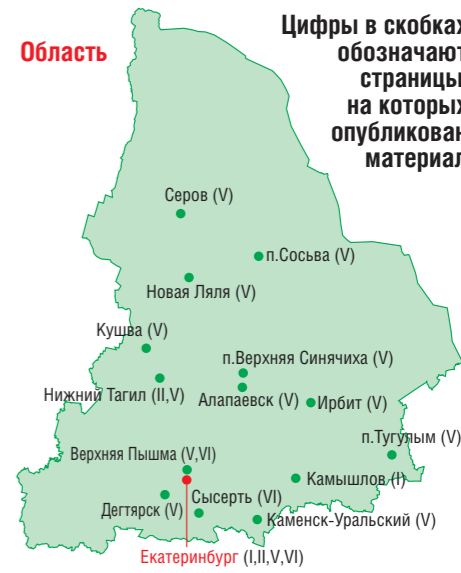 Область
Цифры в скобках
обозначают
страницы,
на которых
опубликован
материал
Серов (V)
п.Сосьва (V)
Новая Ляля (V)
Кушва (V)
п.Верхняя Синячиха (V)
Нижний Тагил (II,V)
Алапаевск (V)
Ирбит (V)
п.Тугулым (V)
Верхняя Пышма (V,VI)
Камышлов (I)
Дегтярск (V)
Сысерть (VI)
Каменск-Уральский (V)
Екатеринбург (I,II,V,VI)